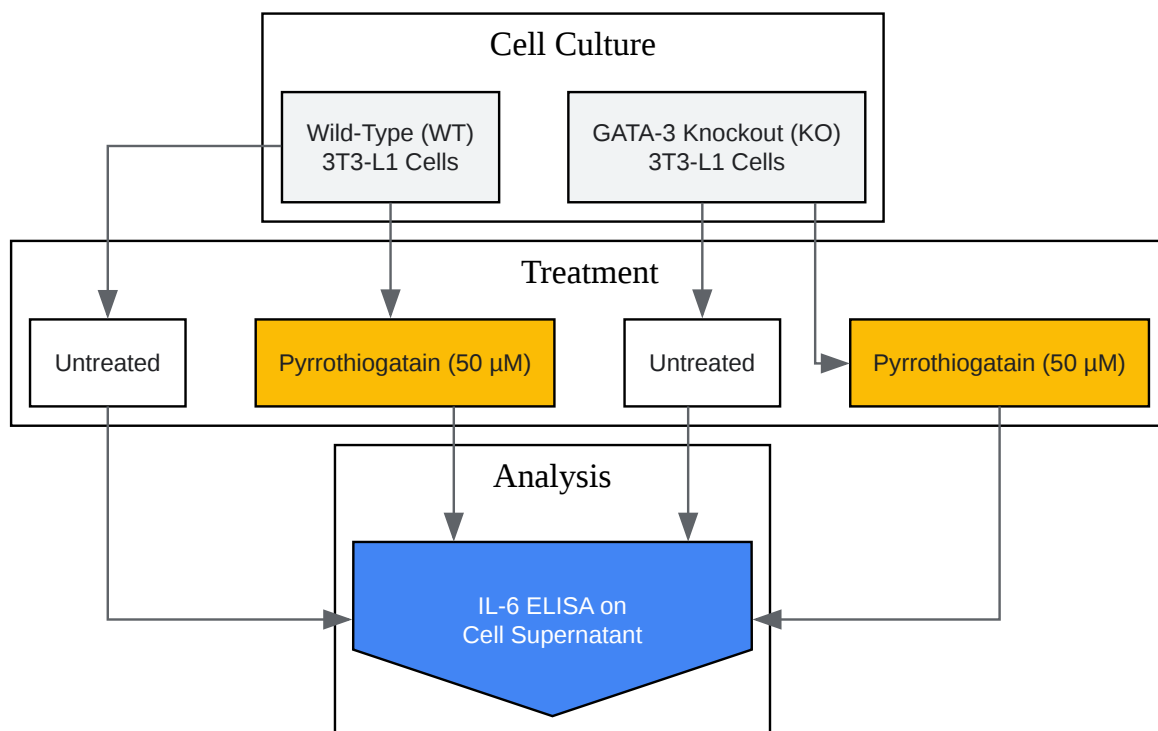 Cell Culture
Wild-Type (WT)
3T3-L1 Cells
GATA-3 Knockout (KO)
3T3-L1 Cells
Treatment
Untreated
Pyrrothiogatain (50 µM)
Untreated
Pyrrothiogatain (50 µM)
Analysis
IL-6 ELISA on
Cell Supernatant